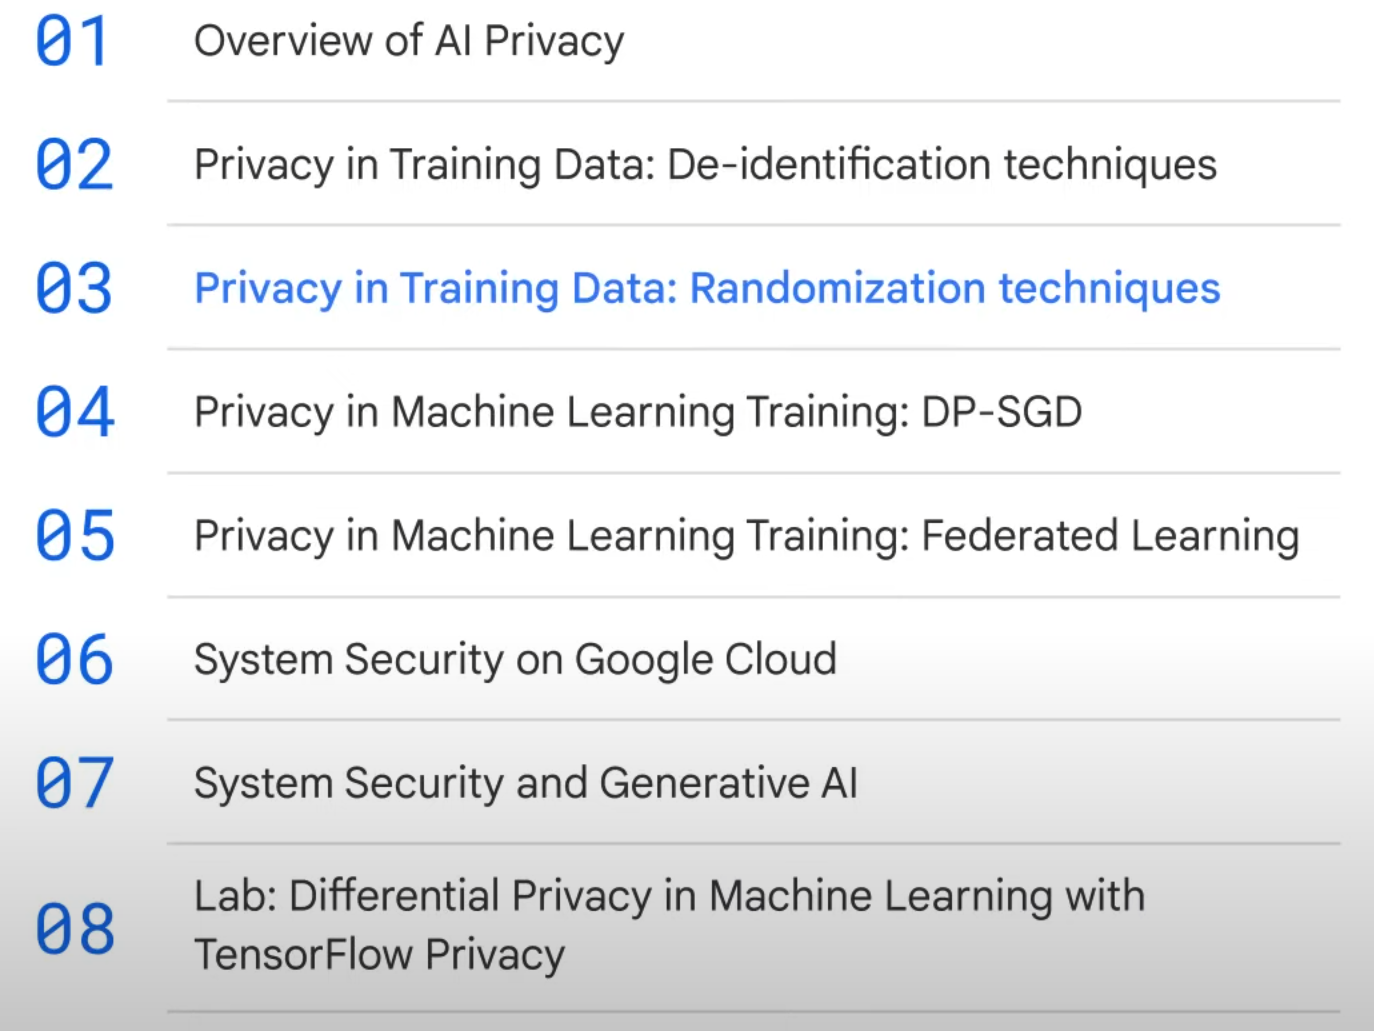 01 Overview of AI Privacy
02 Privacy in Training Data: De-identification techniques
03 Privacy in Training Data: Randomization techniques
04 Privacy in Machine Learning Training: DP-SGD
05 Privacy in Machine Learning Training: Federated Learning
06 System Security on Google Cloud
07 System Security and Generative AI
08 Lab: Differential Privacy in Machine Learning with
TensorFlow Privacy